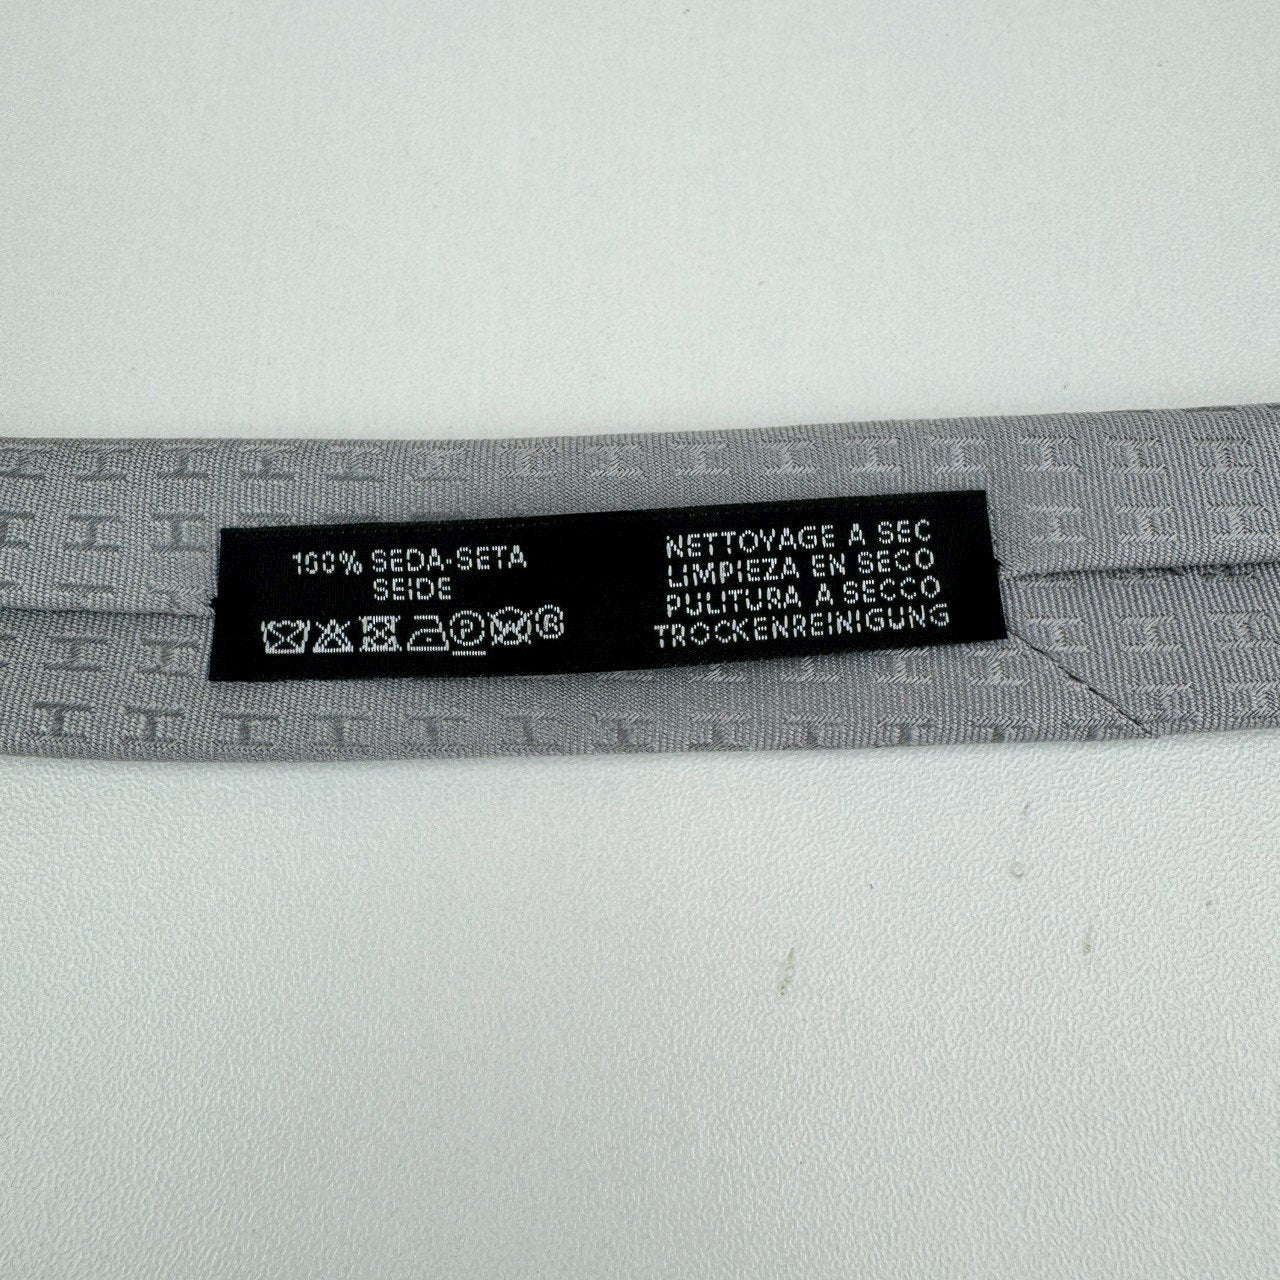 100% SEDA-SETA
SEIDE
NETTOYAGE A SEC
LIMPIEZA EN SECO
PULITURA A SECCO
TROCKENREINIGUNG